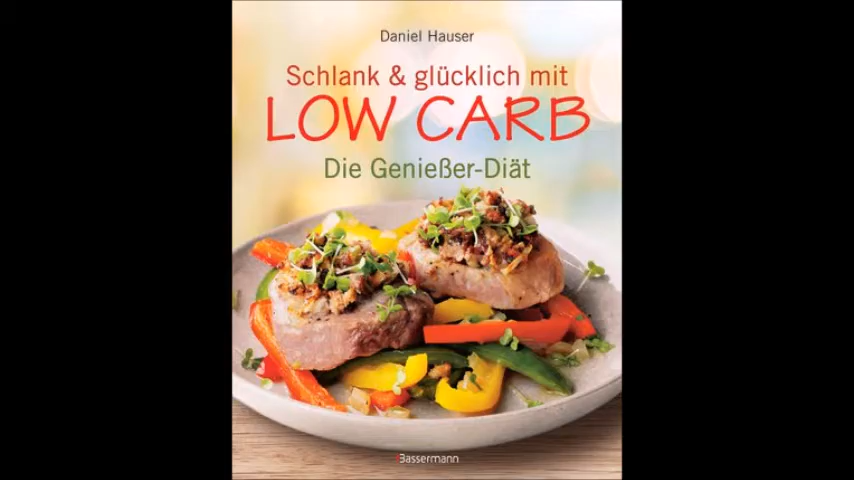 Daniel Hauser
Schlank & glücklich mit
LOW CARB
Die Genießer-Diät
Bassermann